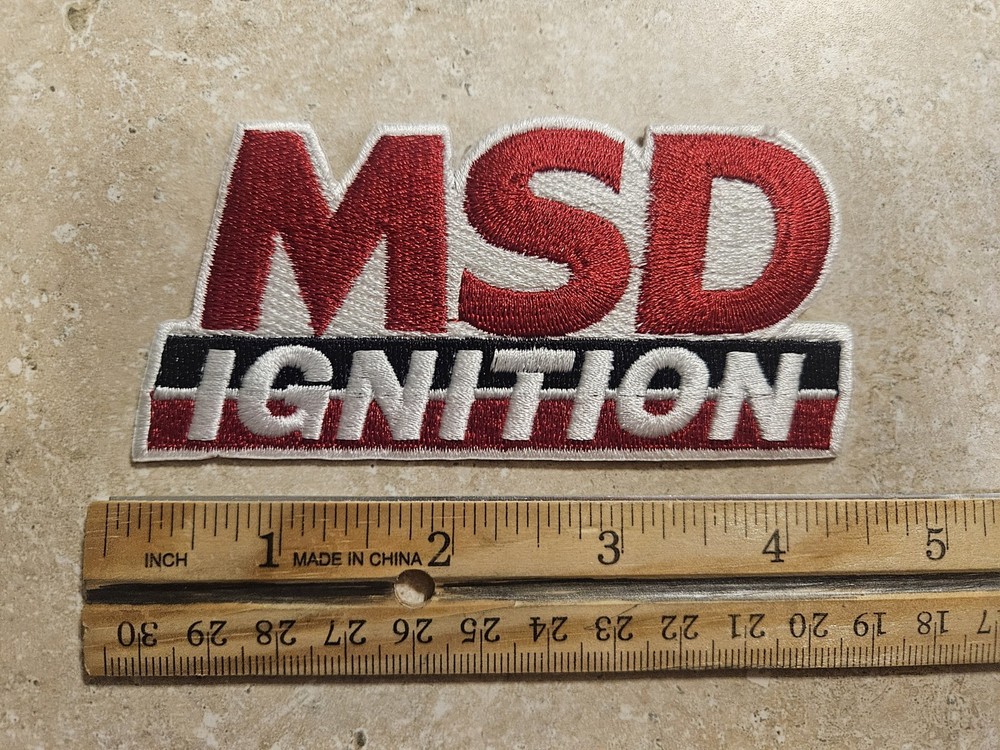 MSD
IGNITION
INCH 1 MADE IN CHINA 2 3 4 5
30 29 28 27 26 25 24 23 22 21 20 19 18 17